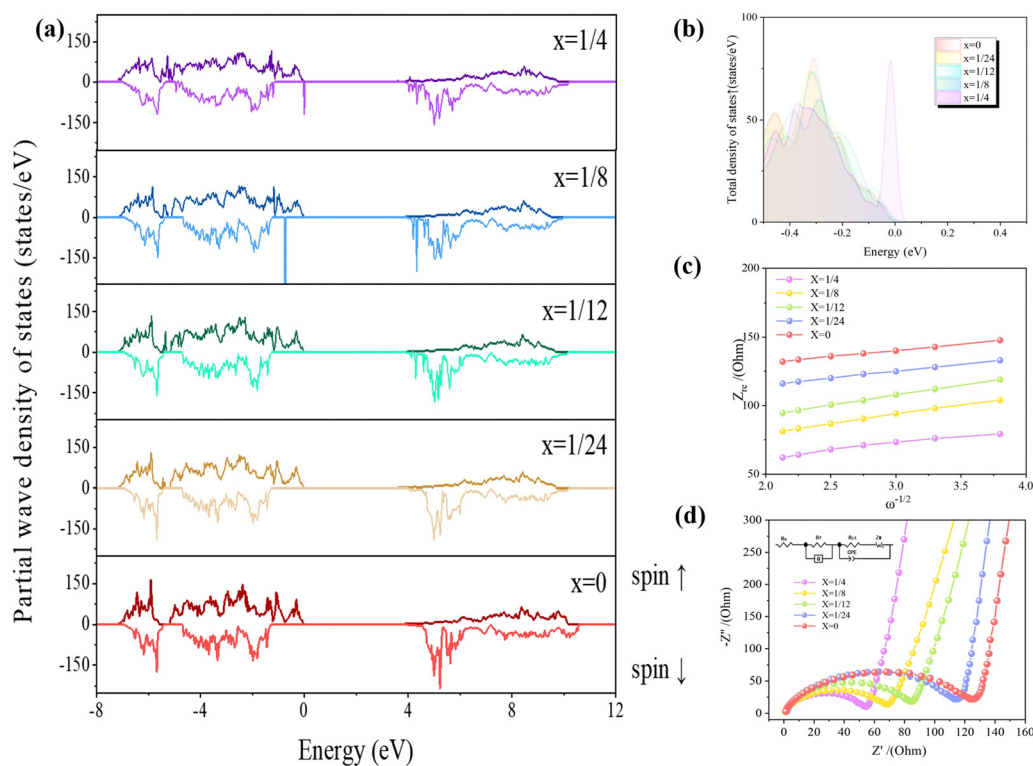 (a)
Partial wave density of states (states/eV)
150
0
-150
x=1/4
150
0
-150
x=1/8
150
0
-150
x=1/12
150
0
-150
x=1/24
150
0
-150
x=0
-8
-4
0
4
8
12
Energy (eV)
spin ↑
spin ↓
(b)
Total density of states↑(states/eV)
100
75
50
25
0
x=0
x=1/24
x=1/12
x=1/8
x=1/4
-0.4
-0.2
0.0
0.2
0.4
Energy (eV)
(c)
Zre /(Ohm)
200
150
100
50
X=1/4
X=1/8
X=1/12
X=1/24
X=0
2.0
2.5
3.0
3.5
4.0
ω-1/2
(d)
-Z'' /(Ohm)
300
250
200
150
100
50
0
Rf
Rct
Zw
Q
CPE
X=1/4
X=1/8
X=1/12
X=1/24
X=0
0
20
40
60
80
100
120
140
160
Z' /(Ohm)